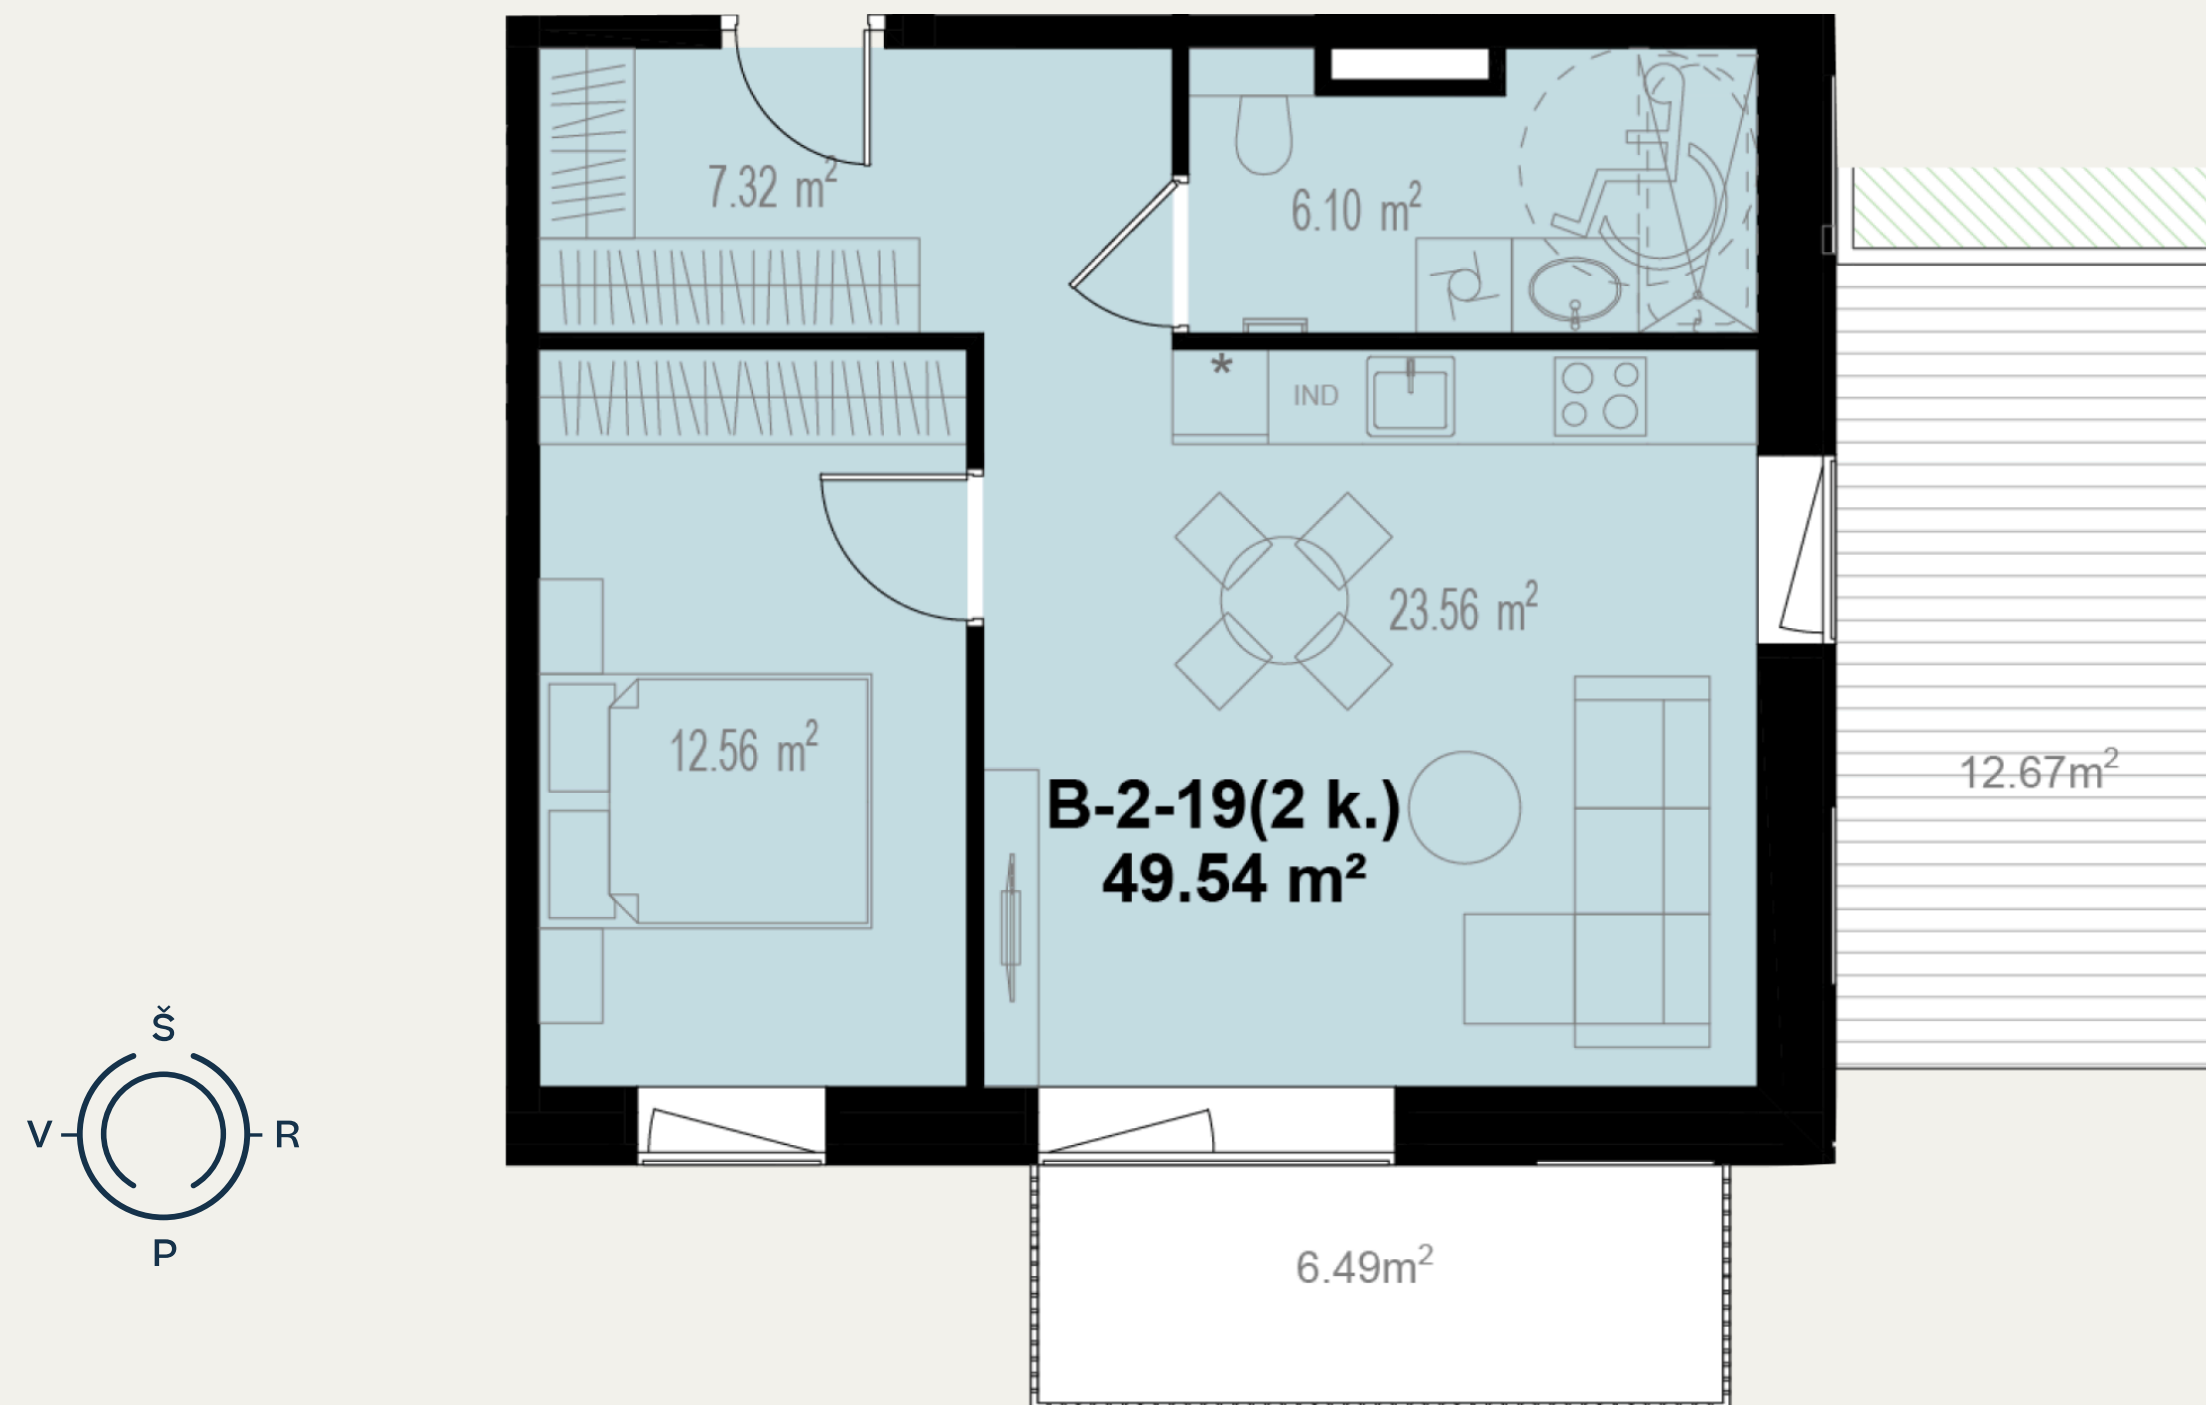 7.32 m²
6.10 m²
*
IND
23.56 m²
12.56 m²
12.67m²
B-2-19(2 k.)
49.54 m²
Š
V
R
P
6.49m²